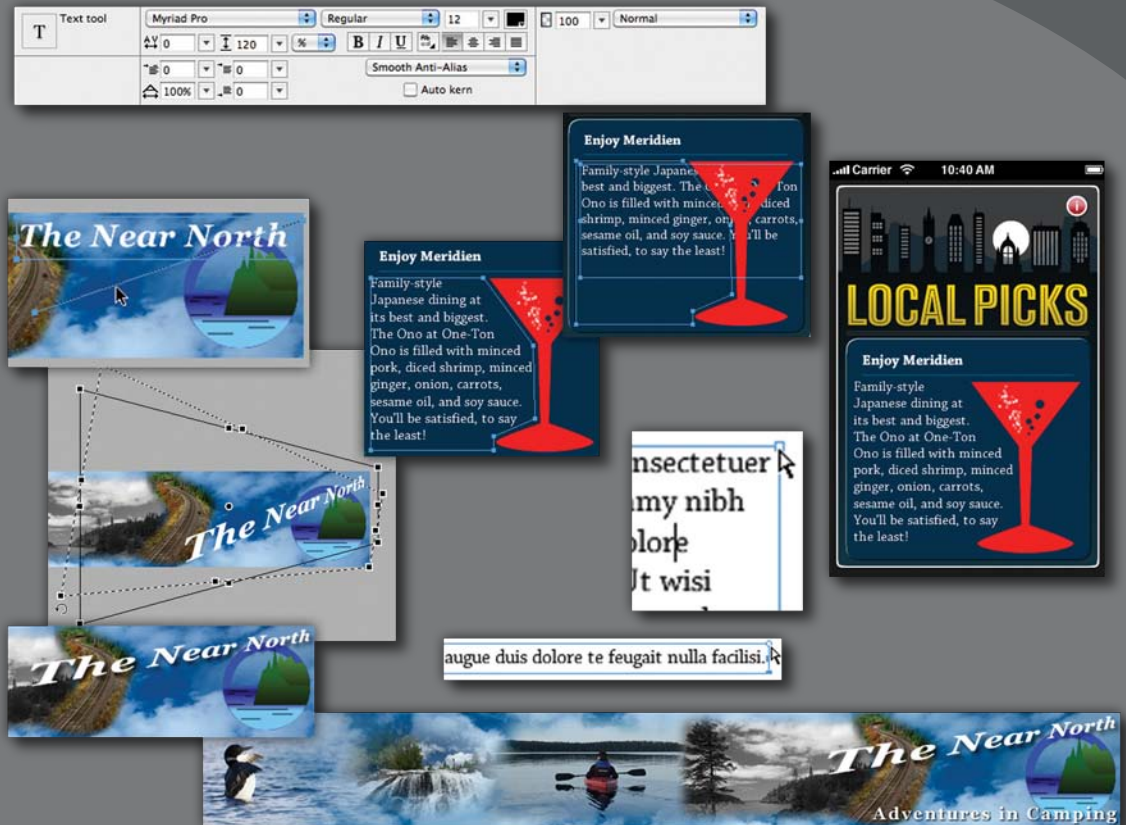 T Text tool
Myriad Pro Regular 12 100 Normal
AV 0 120 % B I U
0 0 Smooth Anti-Alias
100% 0 Auto kern
Enjoy Meridien
Family-style Japanes
best and biggest. The Ton
Ono is filled with minced diced
shrimp, minced ginger, onion, carrots,
sesame oil, and soy sauce. You'll be
satisfied, to say the least!
The Near North
Enjoy Meridien
Family-style
Japanese dining at
its best and biggest.
The Ono at One-Ton
Ono is filled with minced
pork, diced shrimp, minced
ginger, onion, carrots,
sesame oil, and soy sauce.
You'll be satisfied, to say
the least!
Carrier 10:40 AM
i
LOCAL PICKS
Enjoy Meridien
Family-style
Japanese dining at
its best and biggest.
The Ono at One-Ton
Ono is filled with minced
pork, diced shrimp, minced
ginger, onion, carrots,
sesame oil, and soy sauce.
You'll be satisfied, to say
the least!
The Near North
nsectetuer
my nibh
olore
Ut wisi
The Near North
augue duis dolore te feugait nulla facilisi.
The Near North
Adventures in Camping